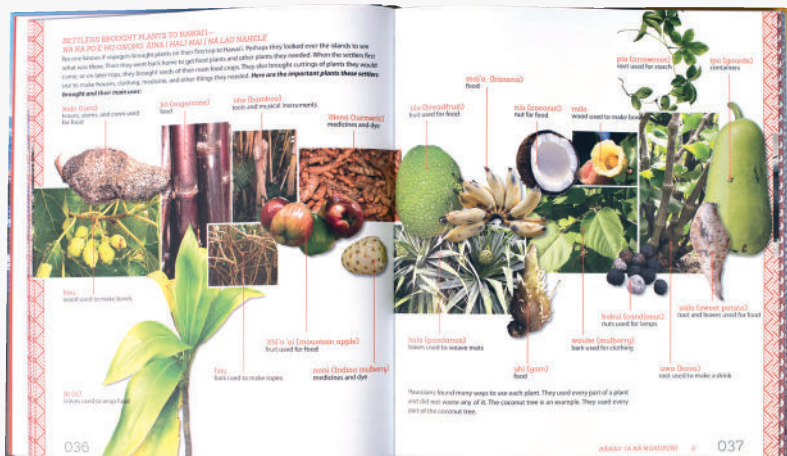 SETTLERS BROUGHT PLANTS TO HAWAI'I—
NA KA PO'E HO'ONOHO 'ĀINA I HALI MAI I NĀ LAU NAHELE
No one knows if voyagers brought plants on their first trip to Hawai'i. Perhaps they looked over the islands to see
what was there. Then they went back home to get food plants and other plants they needed. When the settlers first
came, or on later trips, they brought seeds of their main food crops. They also brought cuttings of plants they would
use to make houses, clothing, medicine, and other things they needed. Here are the important plants these settlers
brought and their main uses:
kalo (taro)
leaves, stems, and corm used
for food
kō (sugarcane)
food
'ohe (bamboo)
tools and musical instruments
'ōlena (turmeric)
medicines and dye
kou
wood used to make bowls
kī (ti)
leaves used to wrap food
hau
bark used to make ropes
'ōhi'a 'ai (mountain apple)
fruit used for food
noni (Indian mulberry)
medicines and dye
036
'ulu (breadfruit)
fruit used for food
mai'a (banana)
food
niu (coconut)
nut for food
milo
wood used to make bowls
pia (arrowroot)
root used for starch
ipu (gourds)
containers
hala (pandanus)
leaves used to weave mats
uhi (yam)
food
wauke (mulberry)
bark used for clothing
kukui (candlenut)
nuts used for lamps
'awa (kava)
root used to make a drink
'uala (sweet potato)
root and leaves used for food
Hawaiians found many ways to use each plant. They used every part of a plant
and did not waste any of it. The coconut tree is an example. They used every
part of the coconut tree.
037